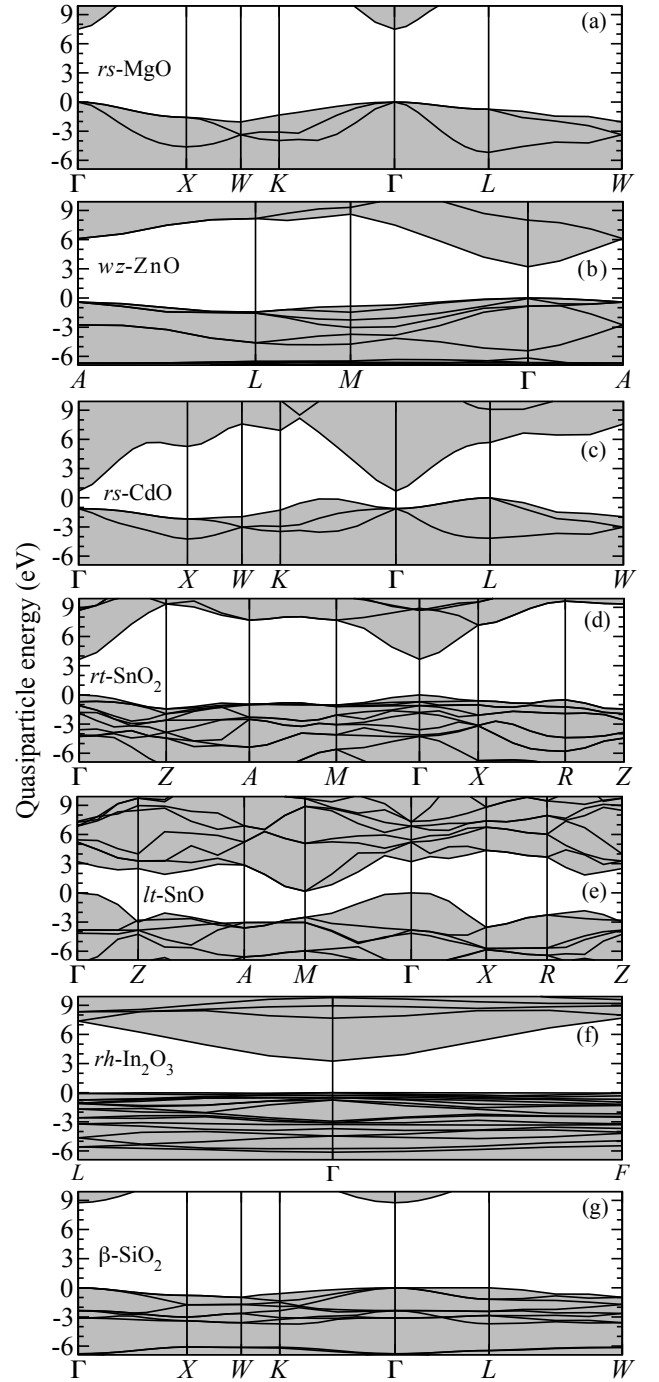 Quasiparticle energy (eV)
9
6
3
0
-3
-6
rs-MgO
(a)
Γ X W K Γ L W
9
6
3
0
-3
-6
wz-ZnO
(b)
A L M Γ A
9
6
3
0
-3
-6
rs-CdO
(c)
Γ X W K Γ L W
9
6
3
0
-3
-6
rt-SnO₂
(d)
Γ Z A M Γ X R Z
9
6
3
0
-3
-6
lt-SnO
(e)
Γ Z A M Γ X R Z
9
6
3
0
-3
-6
rh-In₂O₃
(f)
L Γ F
9
6
3
0
-3
-6
β-SiO₂
(g)
Γ X W K Γ L W